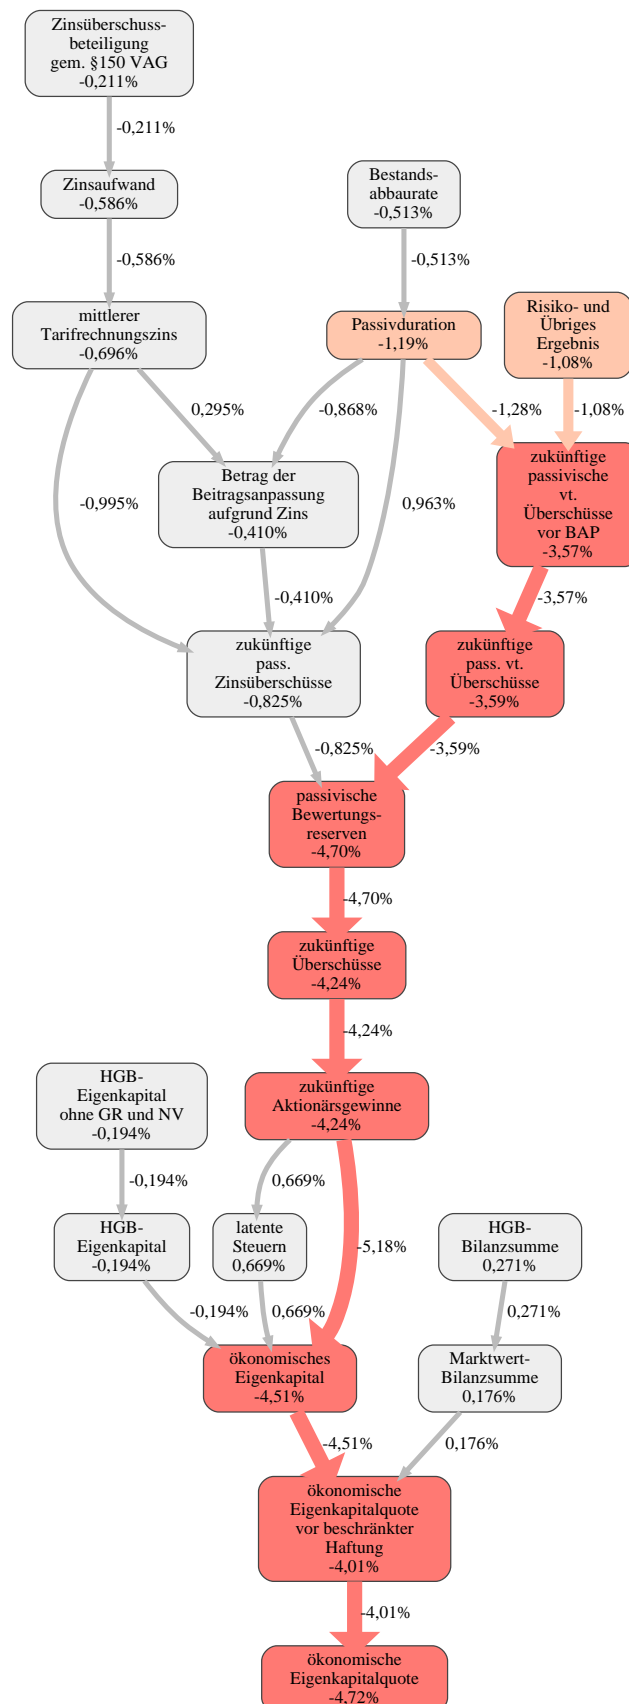 Zinsüberschuss-
beteiligung
gem. §150 VAG
-0,211%
-0,211%
Zinsaufwand
-0,586%
Bestands-
abbaurate
-0,513%
-0,586%
-0,513%
mittlerer
Tarifrechnungszins
-0,696%
Passivduration
-1,19%
Risiko- und
Übriges
Ergebnis
-1,08%
0,295%
-0,868%
-1,28%
-1,08%
-0,995%
Betrag der
Beitragsanpassung
aufgrund Zins
-0,410%
0,963%
zukünftige
passivische
vt.
Überschüsse
vor BAP
-3,57%
-0,410%
-3,57%
zukünftige
pass.
Zinsüberschüsse
-0,825%
zukünftige
pass. vt.
Überschüsse
-3,59%
-0,825%
-3,59%
passivische
Bewertungs-
reserven
-4,70%
-4,70%
zukünftige
Überschüsse
-4,24%
-4,24%
HGB-
Eigenkapital
ohne GR und NV
-0,194%
zukünftige
Aktionärsgewinne
-4,24%
-0,194%
0,669%
-5,18%
HGB-
Eigenkapital
-0,194%
latente
Steuern
0,669%
HGB-
Bilanzsumme
0,271%
-0,194%
0,669%
0,271%
ökonomisches
Eigenkapital
-4,51%
Marktwert-
Bilanzsumme
0,176%
-4,51%
0,176%
ökonomische
Eigenkapitalquote
vor beschränkter
Haftung
-4,01%
-4,01%
ökonomische
Eigenkapitalquote
-4,72%